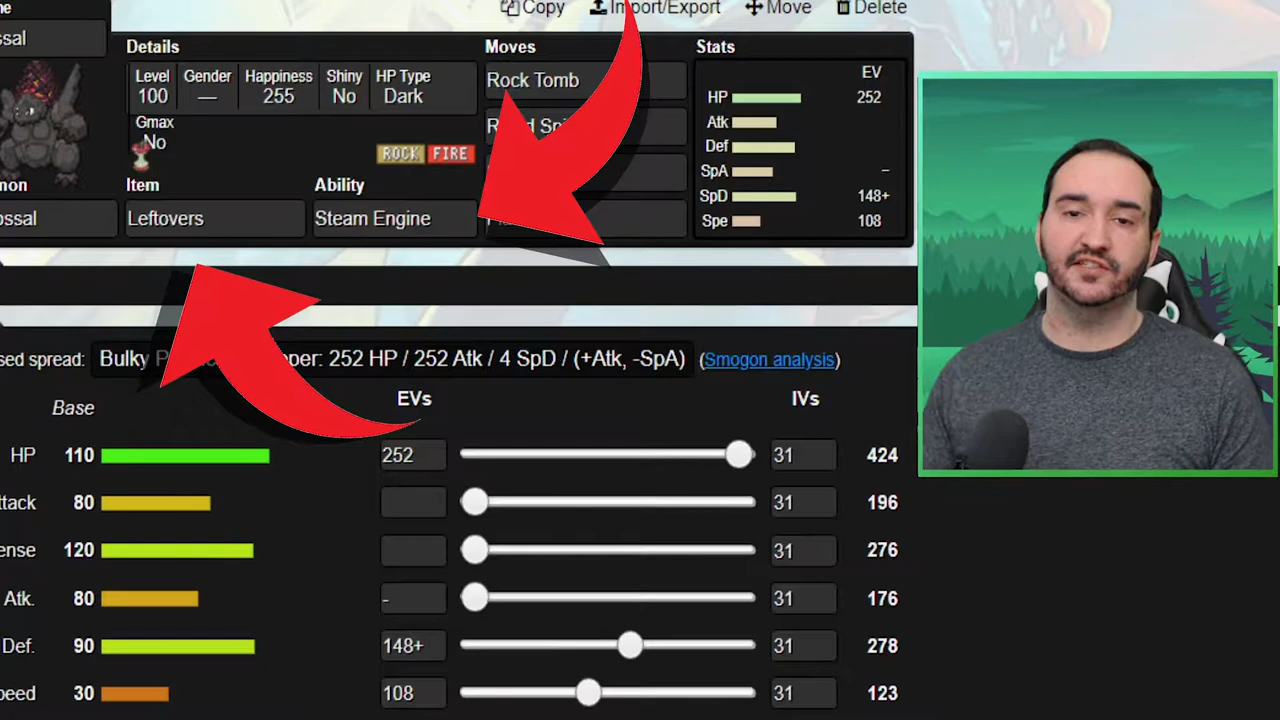 Copy Import/Export Move Delete
ssal
Details
Moves
Stats
Level Gender Happiness Shiny HP Type
100 — 255 No Dark
Gmax
No
ROCK FIRE
Item
Ability
Leftovers
Steam Engine
ossal
Rock Tomb
EV
HP 252
Atk
Def
SpA –
SpD 148+
Spe 108
spread: Bulky 252 HP / 252 Atk / 4 SpD / (+Atk, -SpA) (Smogon analysis)
Base EVs IVs
HP 110 252 31 424
ttack 80 31 196
ense 120 31 276
Atk. 80 - 31 176
Def. 90 148+ 31 278
peed 30 108 31 123